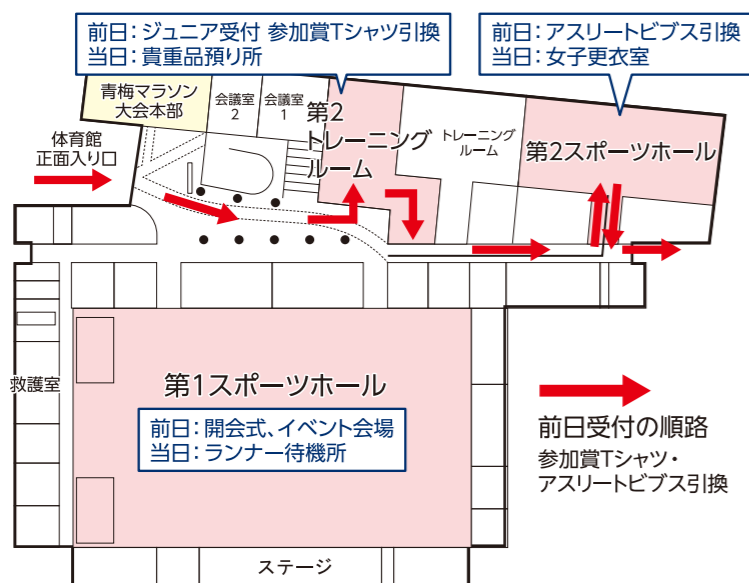 前日：ジュニア受付 参加賞Tシャツ引換
当日：貴重品預り所
前日：アスリートビブス引換
当日：女子更衣室
青梅マラソン
大会本部
会議室
2
会議室
1
第2
トレーニング
ルーム
トレーニング
ルーム
第2スポーツホール
体育館
正面入り口
救護室
第1スポーツホール
前日：開会式、イベント会場
当日：ランナー待機所
前日受付の順路
参加賞Tシャツ・
アスリートビブス引換
ステージ